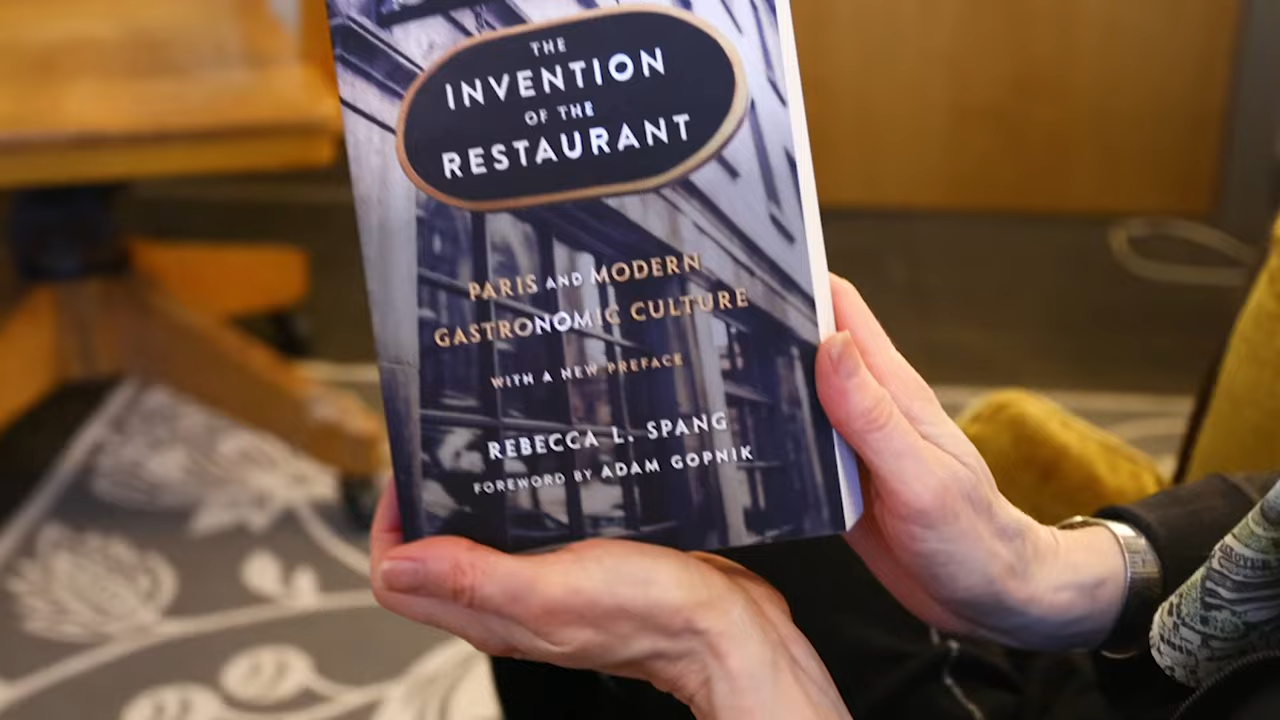 THE
INVENTION
OF THE
RESTAURANT
PARIS AND MODERN
GASTRONOMIC CULTURE
WITH A NEW PREFACE
REBECCA L. SPANG
FOREWORD BY ADAM GOPNIK